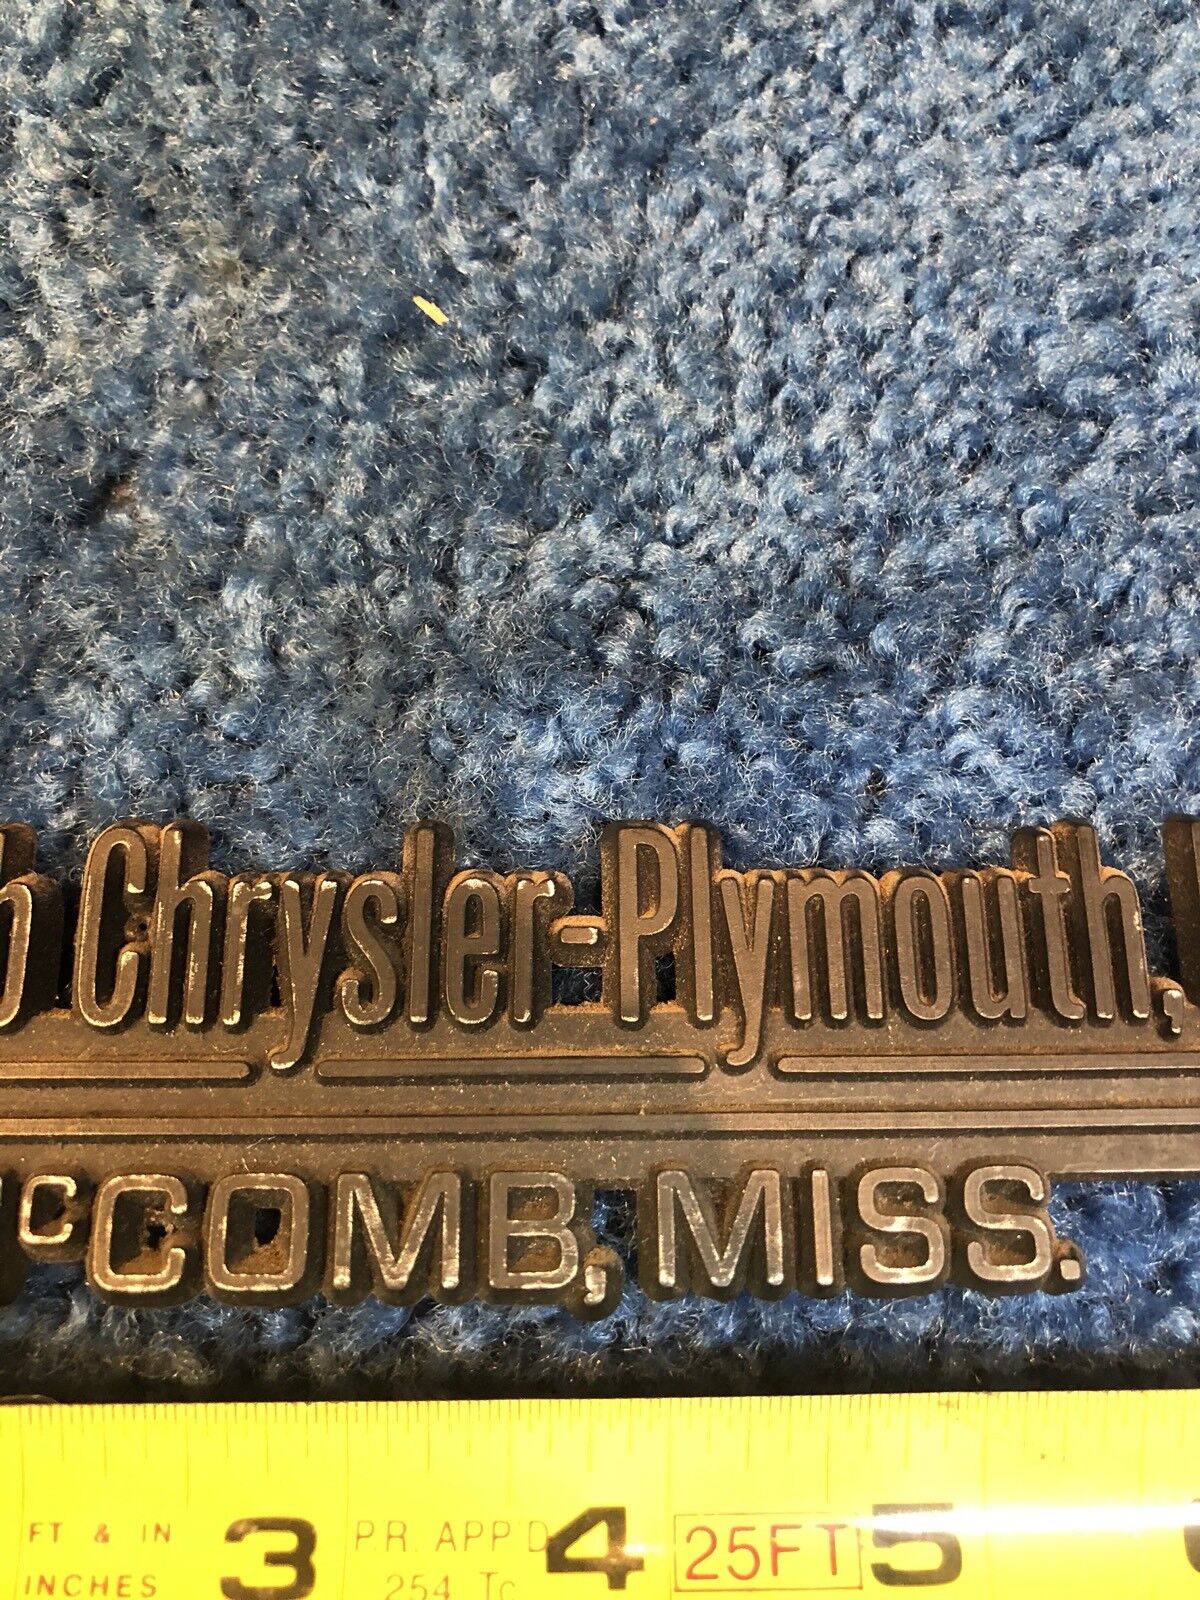 b Chrysler-Plymouth, I
McCOMB, MISS.
FT & IN 3 P.R. APP'D 4 25FT 5
INCHES 254 Tc